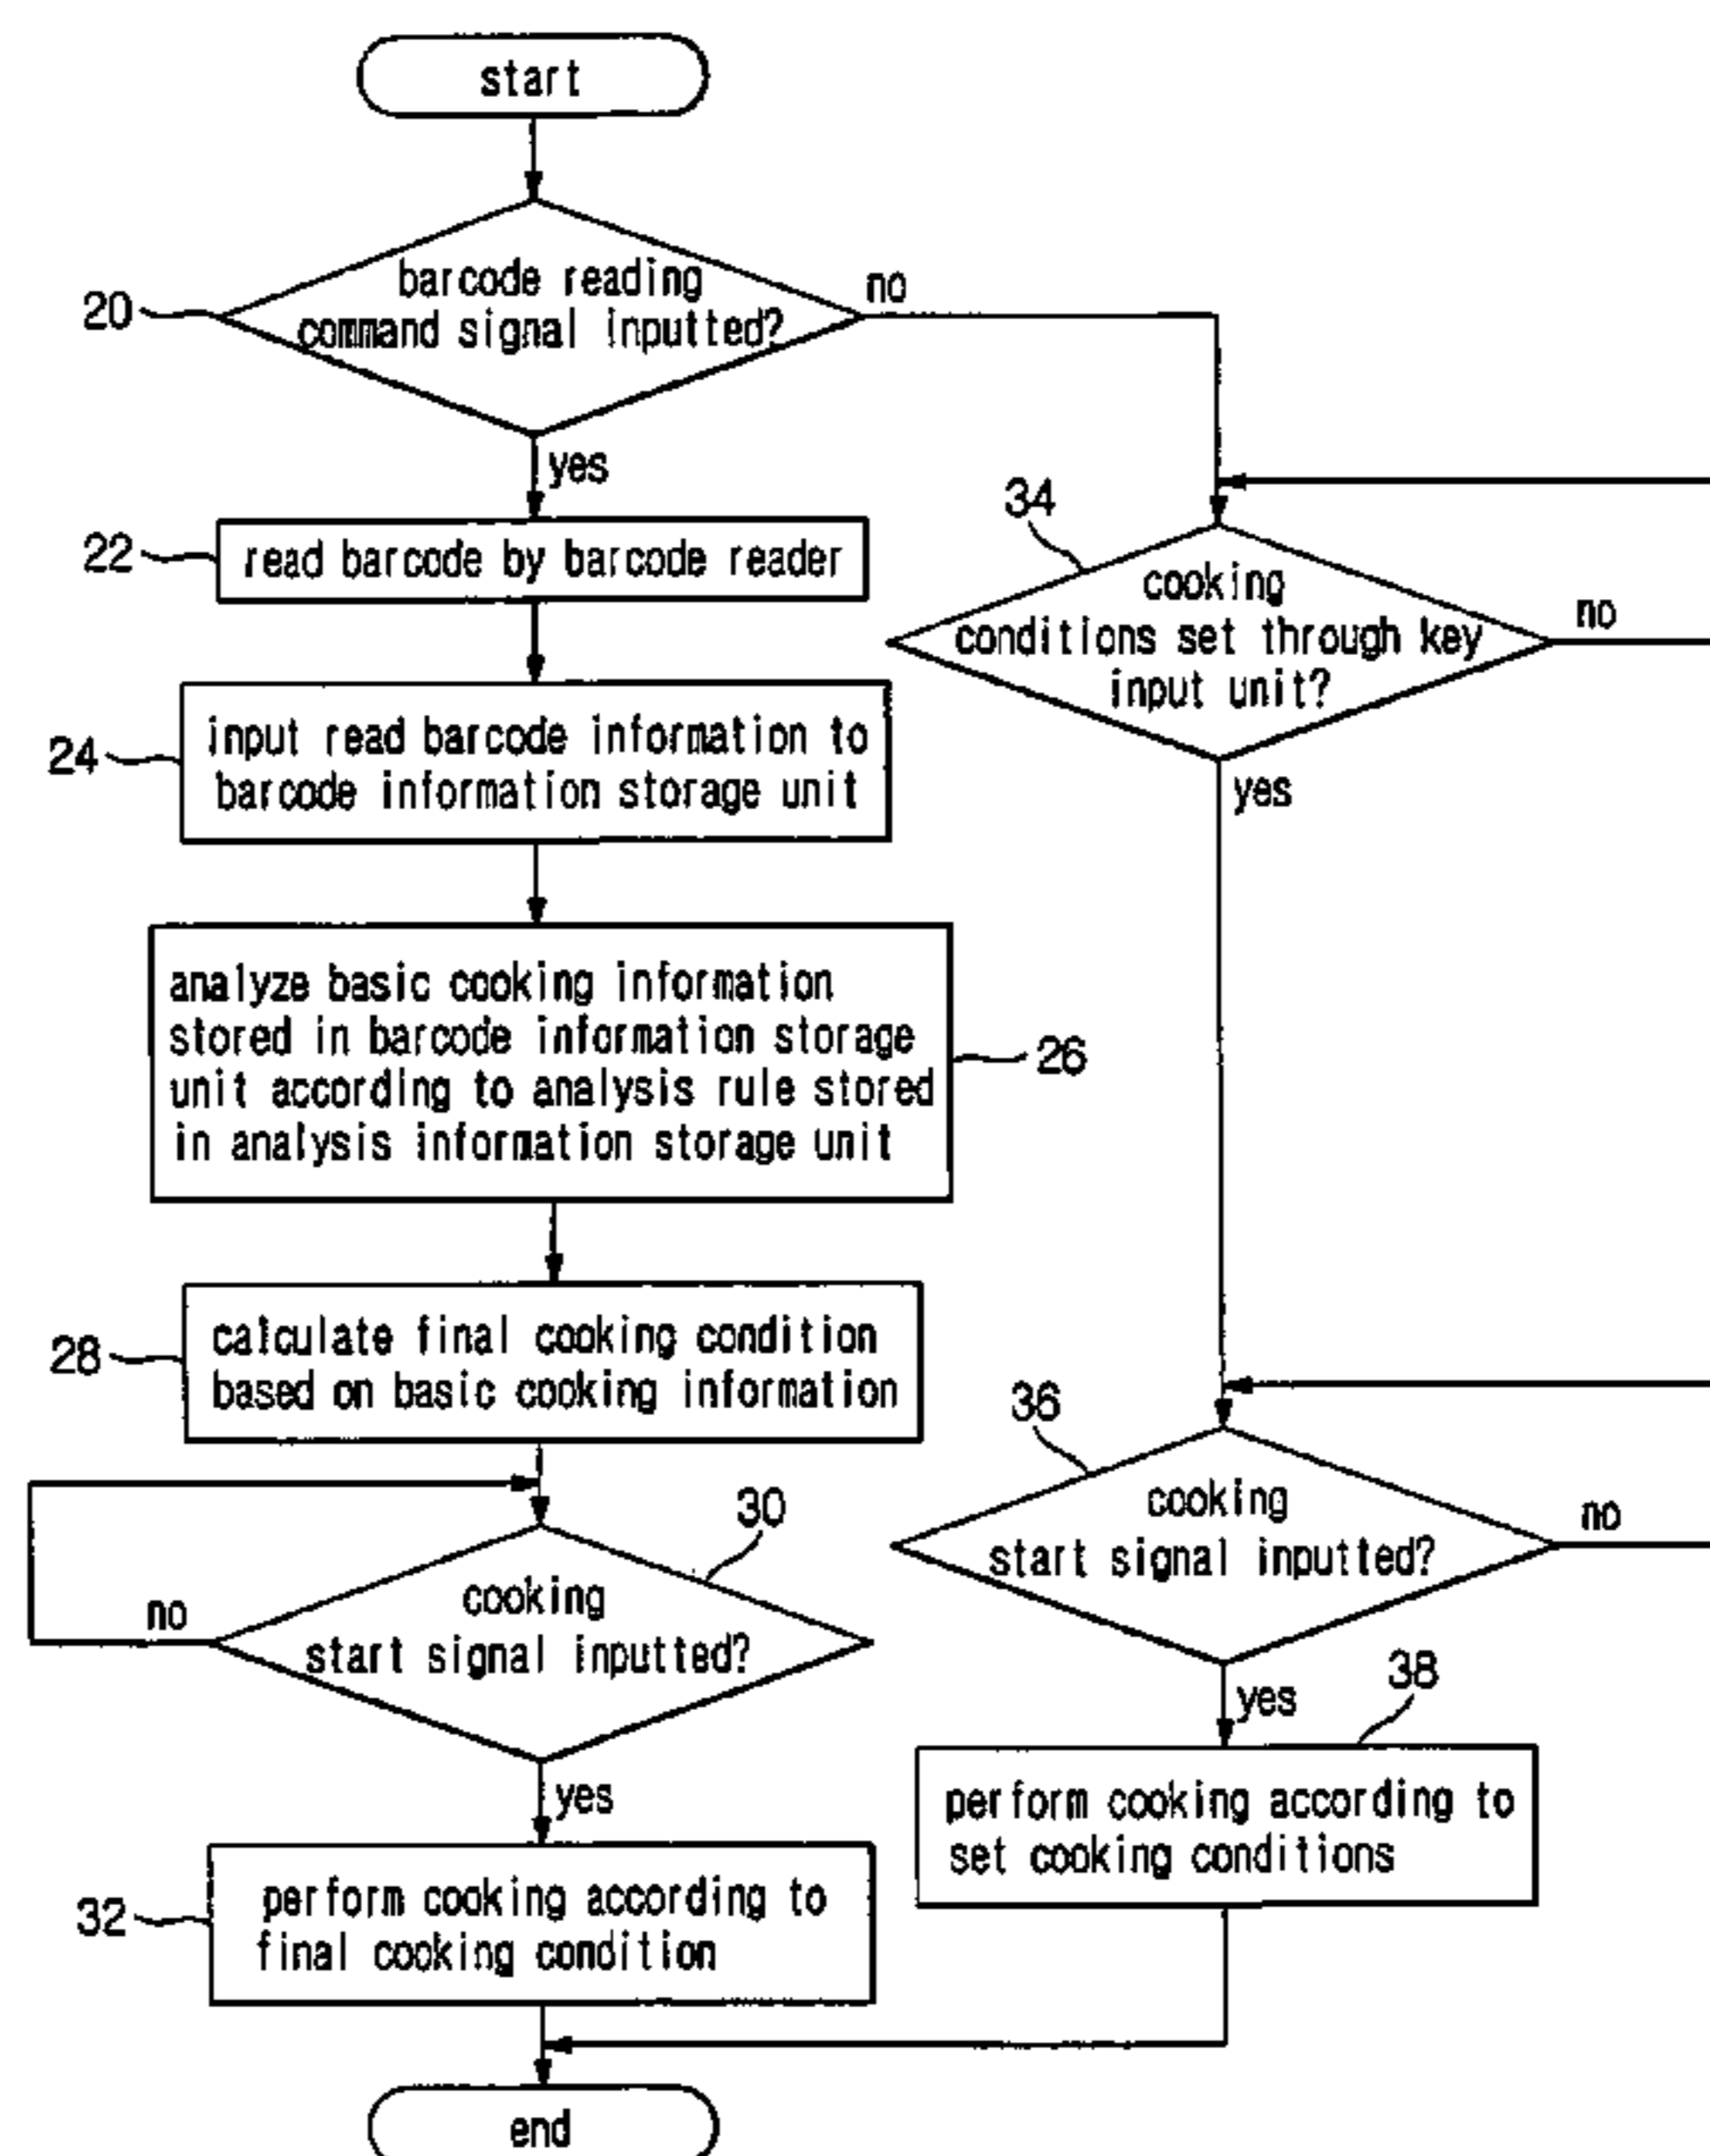 start
20
barcode reading
command signal inputted?
no
yes
22
read barcode by barcode reader
24
input read barcode information to
barcode information storage unit
analyze basic cooking information
stored in barcode information storage
unit according to analysis rule stored
in analysis information storage unit
26
28
calculate final cooking condition
based on basic cooking information
30
cooking
start signal inputted?
no
yes
32
perform cooking according to
final cooking condition
34
cooking
conditions set through key
input unit?
no
yes
36
cooking
start signal inputted?
no
yes
38
perform cooking according to
set cooking conditions
end